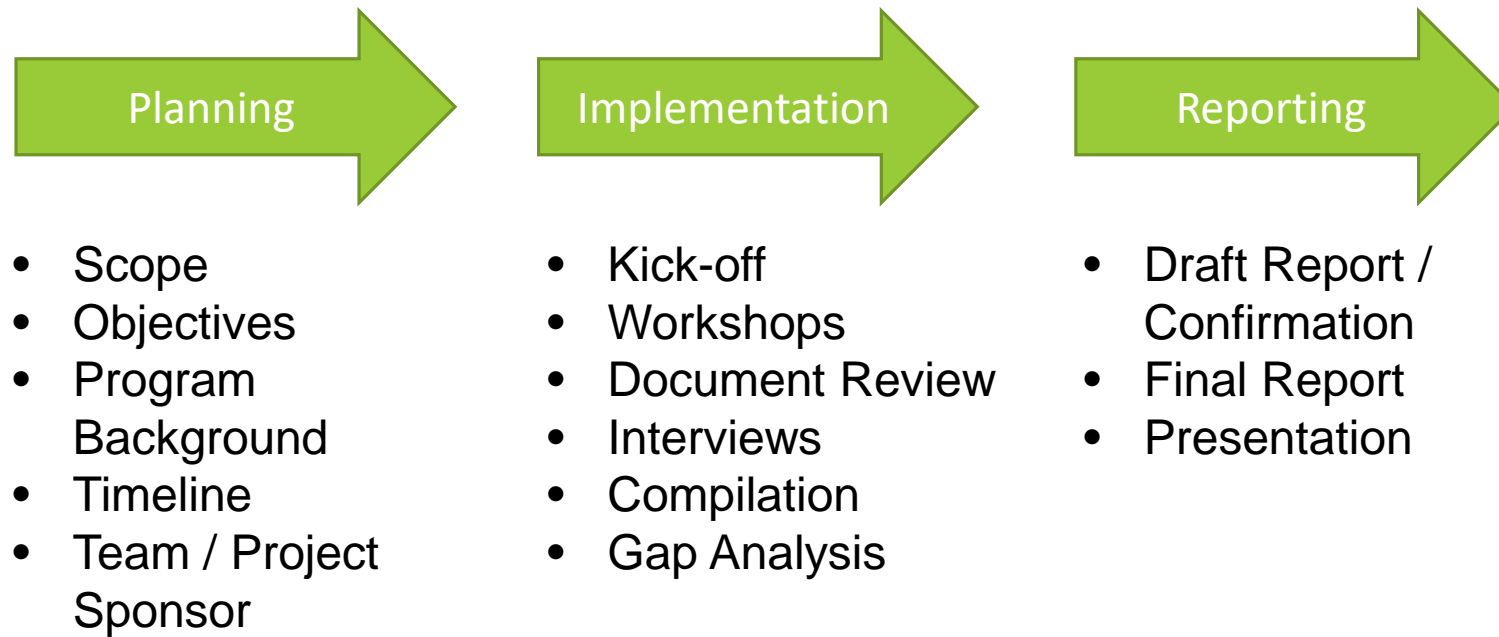 Planning
Implementation
Reporting
• Scope
• Objectives
• Program
Background
• Timeline
• Team / Project
Sponsor
• Kick-off
• Workshops
• Document Review
• Interviews
• Compilation
• Gap Analysis
• Draft Report /
Confirmation
• Final Report
• Presentation